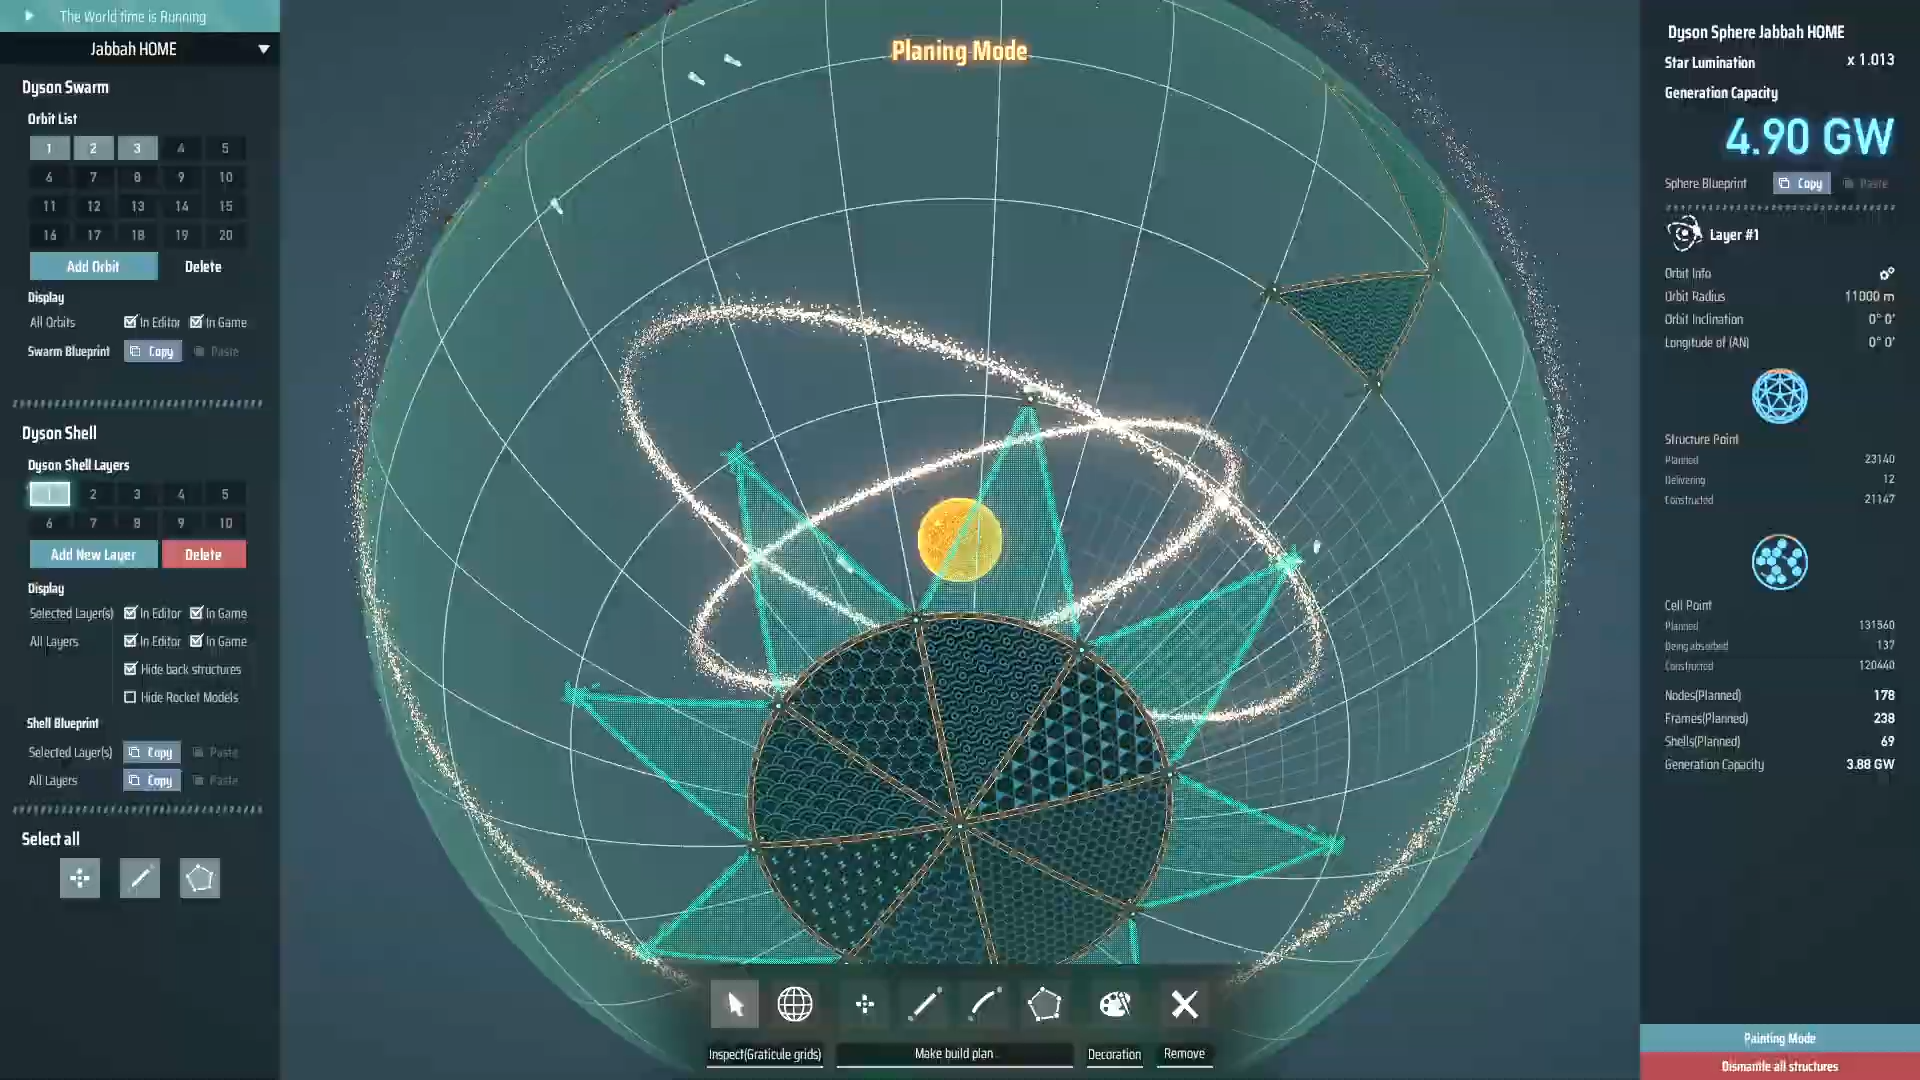 The World time is Running
Jabbah HOME
Dyson Swarm
Orbit List
1 2 3 4 5
6 7 8 9 10
11 12 13 14 15
16 17 18 19 20
Add Orbit Delete
Display
All Orbits In Editor In Game
Swarm Blueprint Copy Paste
Dyson Shell
Dyson Shell Layers
1 2 3 4 5
6 7 8 9 10
Add New Layer Delete
Display
Selected Layer(s) In Editor In Game
All Layers In Editor In Game
Hide back structures
Hide Rocket Models
Shell Blueprint
Selected Layer(s) Copy Paste
All Layers Copy Paste
Select all
Planing Mode
Inspect(Graticule grids) Make build plan Decoration Remove
Dyson Sphere Jabbah HOME
Star Lumination x 1.013
Generation Capacity
4.90 GW
Sphere Blueprint Copy Paste
Layer #1
Orbit Info
Orbit Radius 11000 m
Orbit Inclination 0° 0'
Longitude of (AN) 0° 0'
Structure Point
Planned 23140
Delivering 12
Constructed 21147
Cell Point
Planned 131560
Being absorbed 137
Constructed 120440
Nodes(Planned) 178
Frames(Planned) 238
Shells(Planned) 69
Generation Capacity 3.88 GW
Painting Mode
Dismantle all structures